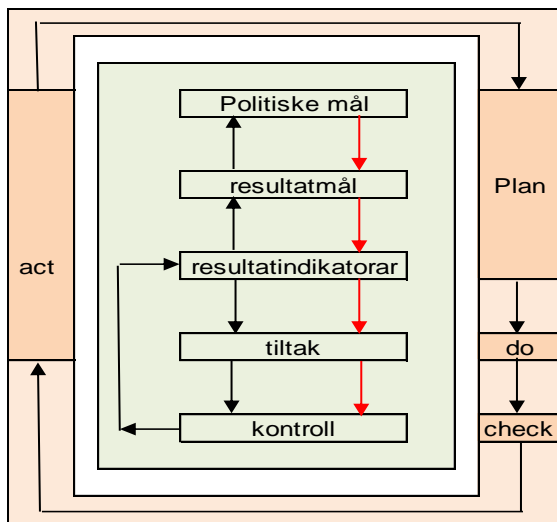 Politiske mål
resultatmål
Plan
act
resultatindikatorar
tiltak
do
kontroll
check